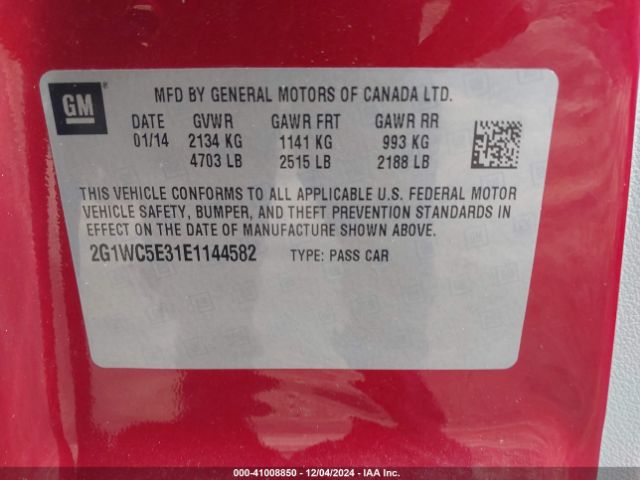 GM
MFD BY GENERAL MOTORS OF CANADA LTD.
DATE GVWR GAWR FRT GAWR RR
01/14 2134 KG 1141 KG 993 KG
4703 LB 2515 LB 2188 LB
THIS VEHICLE CONFORMS TO ALL APPLICABLE U.S. FEDERAL MOTOR
VEHICLE SAFETY, BUMPER, AND THEFT PREVENTION STANDARDS IN
EFFECT ON THE DATE OF MANUFACTURE SHOWN ABOVE.
2G1WC5E31E1144582 TYPE: PASS CAR
000-41008850 • 12/04/2024 • IAA Inc.